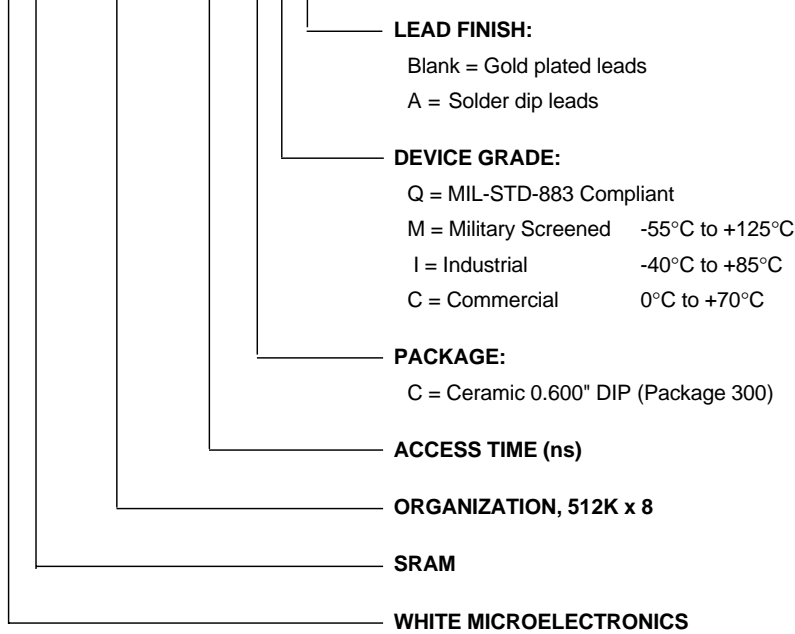 LEAD FINISH:
Blank = Gold plated leads
A = Solder dip leads
DEVICE GRADE:
Q = MIL-STD-883 Compliant
M = Military Screened -55°C to +125°C
I = Industrial -40°C to +85°C
C = Commercial 0°C to +70°C
PACKAGE:
C = Ceramic 0.600" DIP (Package 300)
ACCESS TIME (ns)
ORGANIZATION, 512K x 8
SRAM
WHITE MICROELECTRONICS